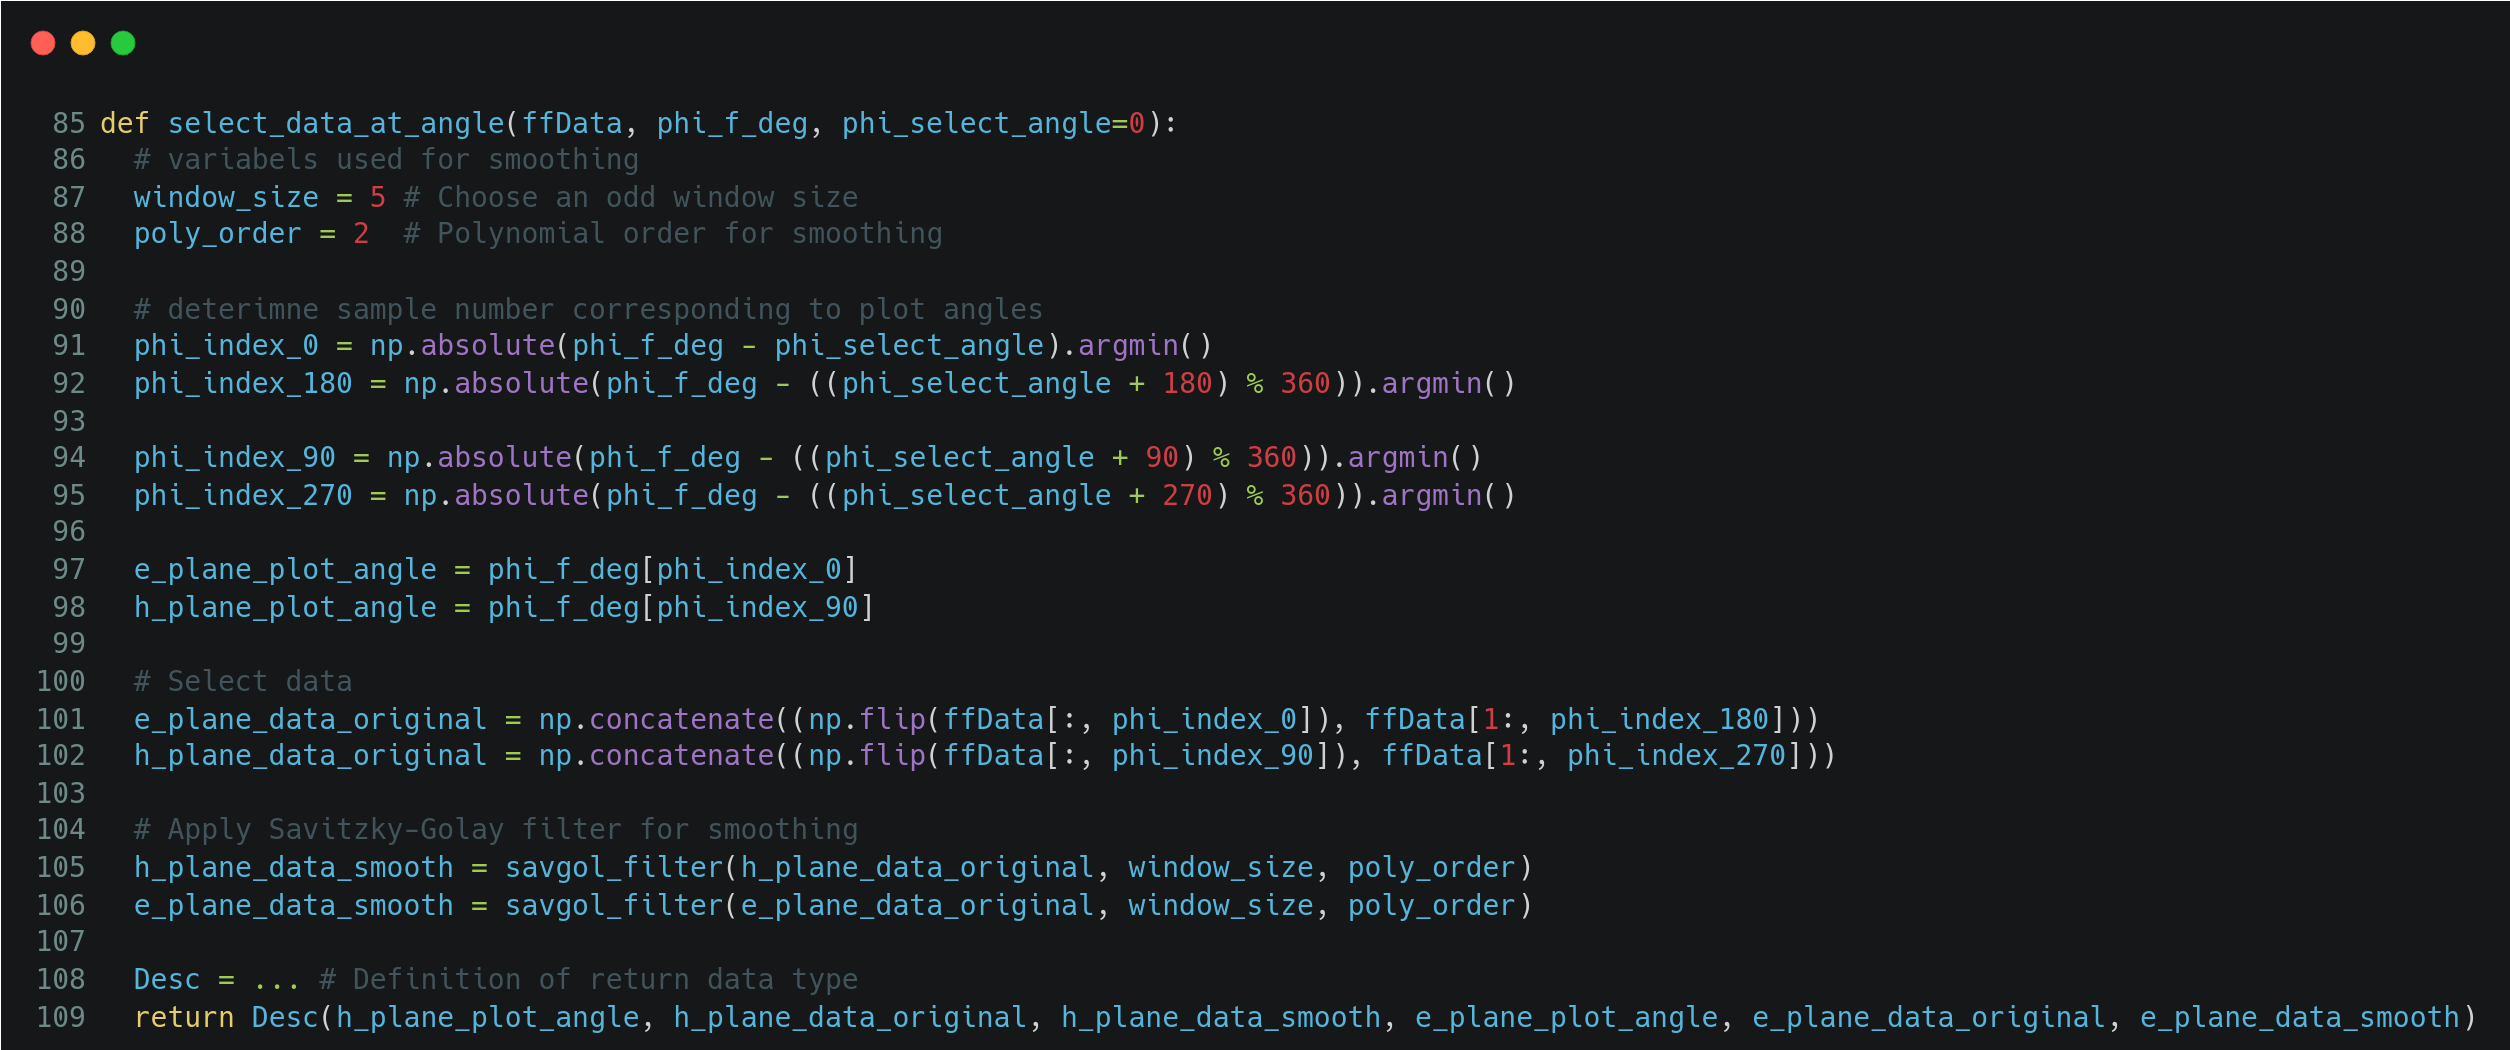 85 def select_data_at_angle(ffData, phi_f_deg, phi_select_angle=0):
86   # variabels used for smoothing
87   window_size = 5 # Choose an odd window size
88   poly_order = 2  # Polynomial order for smoothing
89
90   # deterimne sample number corresponding to plot angles
91   phi_index_0 = np.absolute(phi_f_deg - phi_select_angle).argmin()
92   phi_index_180 = np.absolute(phi_f_deg - ((phi_select_angle + 180) % 360)).argmin()
93
94   phi_index_90 = np.absolute(phi_f_deg - ((phi_select_angle + 90) % 360)).argmin()
95   phi_index_270 = np.absolute(phi_f_deg - ((phi_select_angle + 270) % 360)).argmin()
96
97   e_plane_plot_angle = phi_f_deg[phi_index_0]
98   h_plane_plot_angle = phi_f_deg[phi_index_90]
99
100   # Select data
101   e_plane_data_original = np.concatenate((np.flip(ffData[:, phi_index_0]), ffData[1:, phi_index_180]))
102   h_plane_data_original = np.concatenate((np.flip(ffData[:, phi_index_90]), ffData[1:, phi_index_270]))
103
104   # Apply Savitzky-Golay filter for smoothing
105   h_plane_data_smooth = savgol_filter(h_plane_data_original, window_size, poly_order)
106   e_plane_data_smooth = savgol_filter(e_plane_data_original, window_size, poly_order)
107
108   Desc = ... # Definition of return data type
109   return Desc(h_plane_plot_angle, h_plane_data_original, h_plane_data_smooth, e_plane_plot_angle, e_plane_data_original, e_plane_data_smooth)